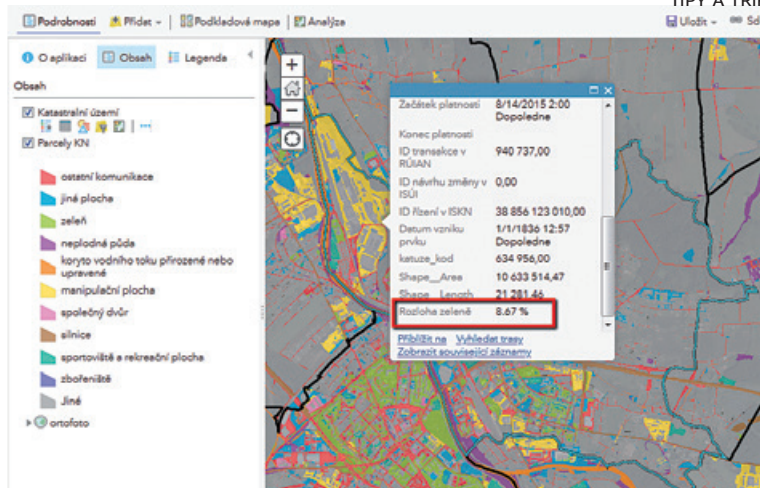 TIPY A TRI
Podrobnosti Přidat Podkladová mape Analýza Uložit Sd
O aplikaci Obsah Legenda
Obsah
Katastralní území
Parcely KN
ostatní komunikace
jiná plocha
zeleň
neplodná půda
koryto vodního toku přirozené nebo
upravené
manipulační plocha
společný dvůr
silnice
sportoviště a rekreační plocha
zbořeniště
Jiné
ortofoto
Začátek platnosti 8/14/2015 2:00
Dopoledne
Konec platnosti
ID transakce v 940 737,00
RÚIAN
ID návrhu změny v 0,00
ISÚI
ID řízení v ISKN 38 856 123 010,00
Datum vzniku 1/1/1836 12:57
prvku Dopoledne
katuze_kod 634 956,00
Shape__Area 10 633 514,47
Shape__Length 21 281,46
Rozloha zeleně 8.67 %
Přiblížit na Vyhledat trasy
Zobrazit související záznamy